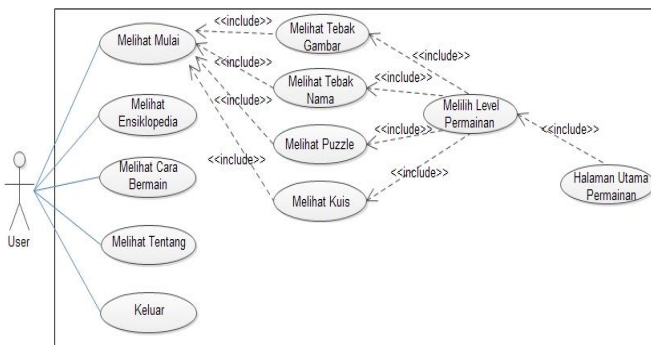 <<include>>
Melihat Mulai
Melihat Tebak
Gambar
<<include>>
<<include>>
<<include>>
Melihat Tebak
Nama
<<include>>
Melihat
Ensiklopedia
<<include>>
Melilih Level
Permainan
<<include>>
<<include>>
Melihat Puzzle
<<include>>
<<include>>
Melihat Cara
Bermain
Halaman Utama
Permainan
Melihat Kuis
User
Melihat Tentang
Keluar